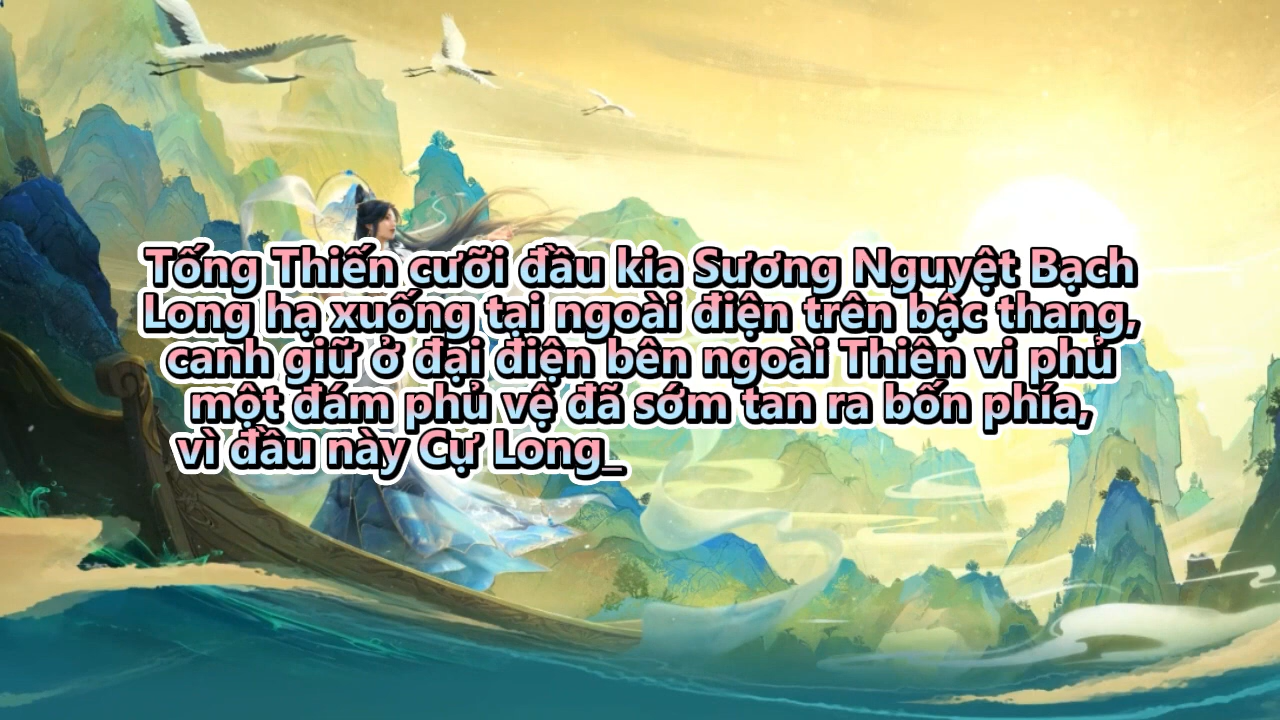 Tống Thiến cưỡi đầu kia Sương Nguyệt Bạch
Long hạ xuống tại ngoài điện trên bậc thang,
canh giữ ở đại điện bên ngoài Thiên vi phủ
một đám phủ vệ đã sớm tan ra bốn phía,
vì đầu này Cự Long_